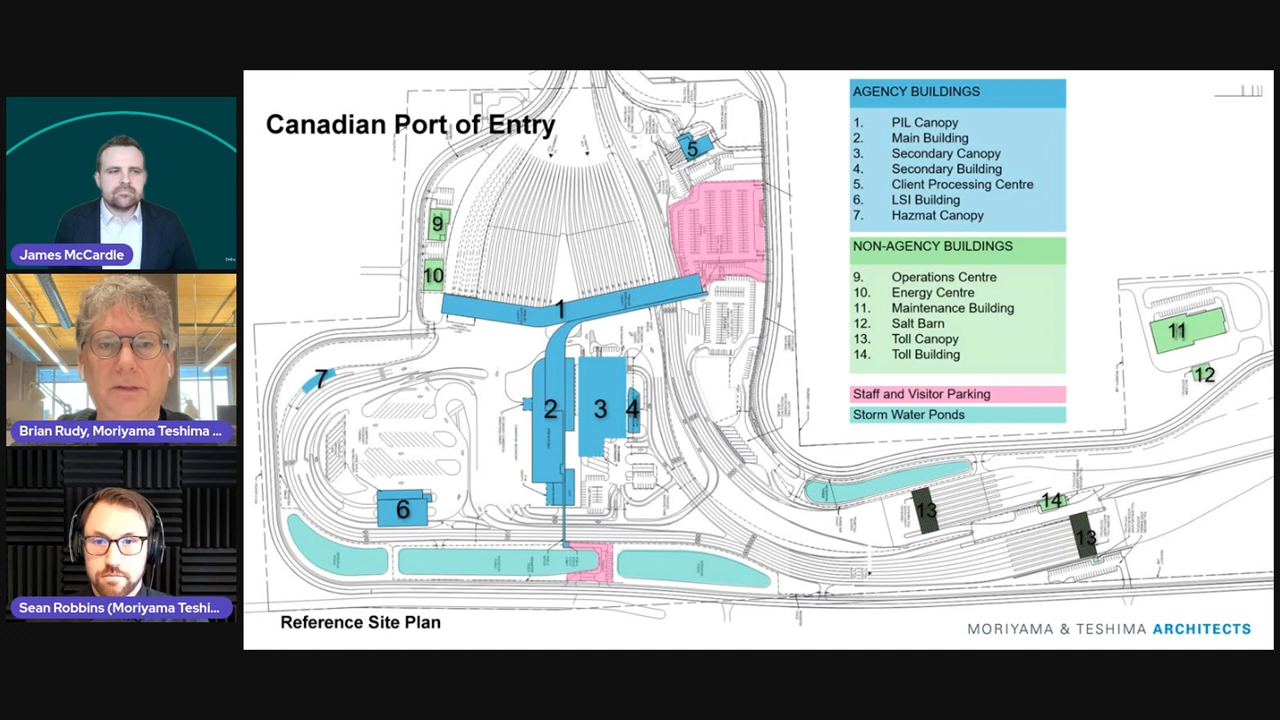 Canadian Port of Entry
AGENCY BUILDINGS
1. PIL Canopy
2. Main Building
3. Secondary Canopy
4. Secondary Building
5. Client Processing Centre
6. LSI Building
7. Hazmat Canopy
NON-AGENCY BUILDINGS
9. Operations Centre
10. Energy Centre
11. Maintenance Building
12. Salt Barn
13. Toll Canopy
14. Toll Building
Staff and Visitor Parking
Storm Water Ponds
5
9
10
1
11
12
7
2
3
4
6
13
14
13
Reference Site Plan
MORIYAMA & TESHIMA ARCHITECTS
James McCardle
Brian Rudy, Moriyama Teshima ...
Sean Robbins (Moriyama Teshi...